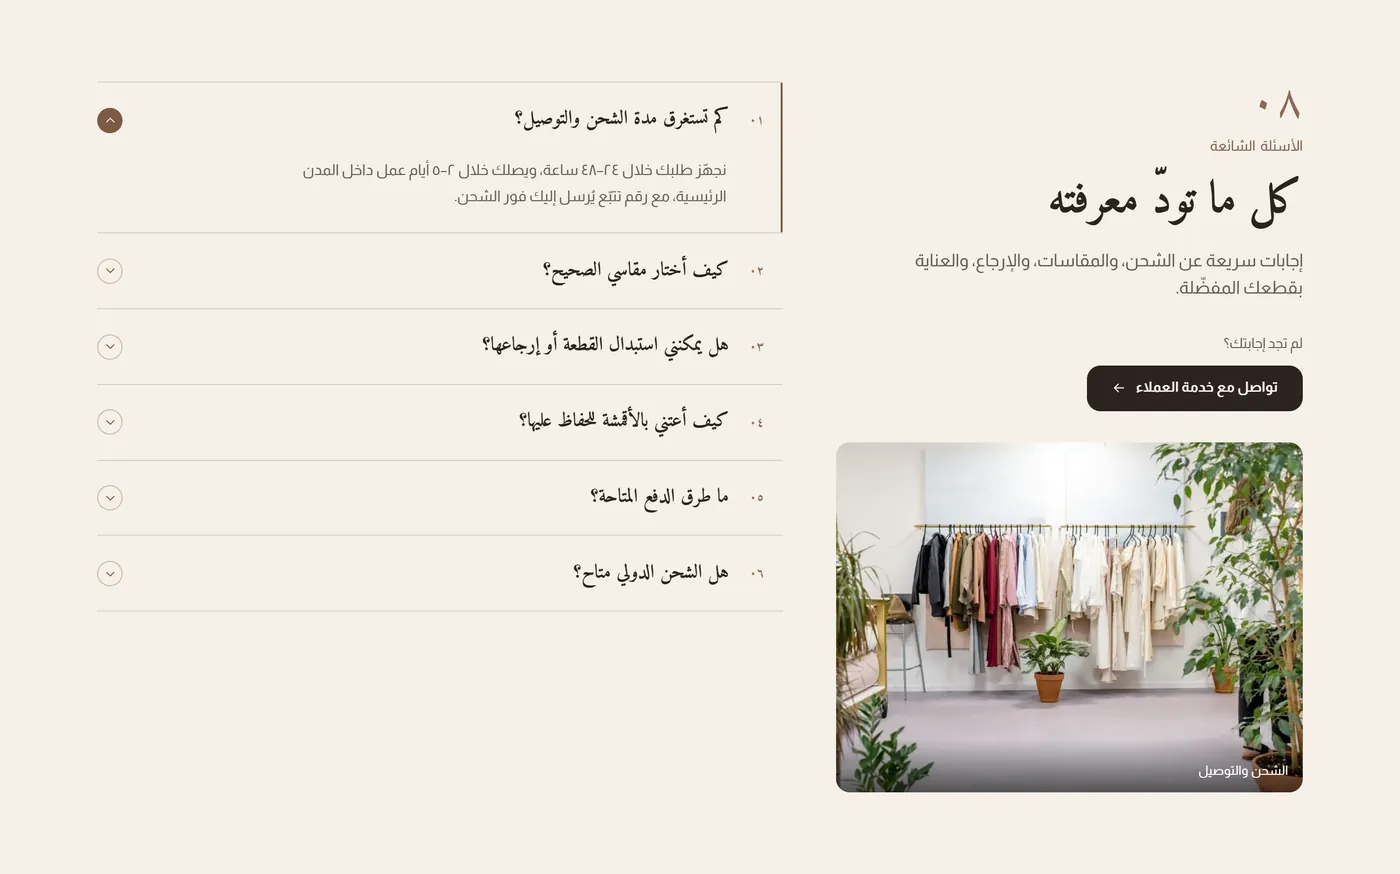 ٠٨
الأسئلة الشائعة
كل ما تودّ معرفته
إجابات سريعة عن الشحن، والمقاسات، والإرجاع، والعناية
بقطعك المفضّلة.
لم تجد إجابتك؟
تواصل مع خدمة العملاء ←
الشحن والتوصيل
٠١ كم تستغرق مدة الشحن والتوصيل؟
نجهّز طلبك خلال ٢٤–٤٨ ساعة، ويصلك خلال ٢–٥ أيام عمل داخل المدن
الرئيسية، مع رقم تتبّع يُرسل إليك فور الشحن.
٠٢ كيف أختار مقاسي الصحيح؟
٠٣ هل يمكنني استبدال القطعة أو إرجاعها؟
٠٤ كيف أعتني بالأقمشة للحفاظ عليها؟
٠٥ ما طرق الدفع المتاحة؟
٠٦ هل الشحن الدولي متاح؟